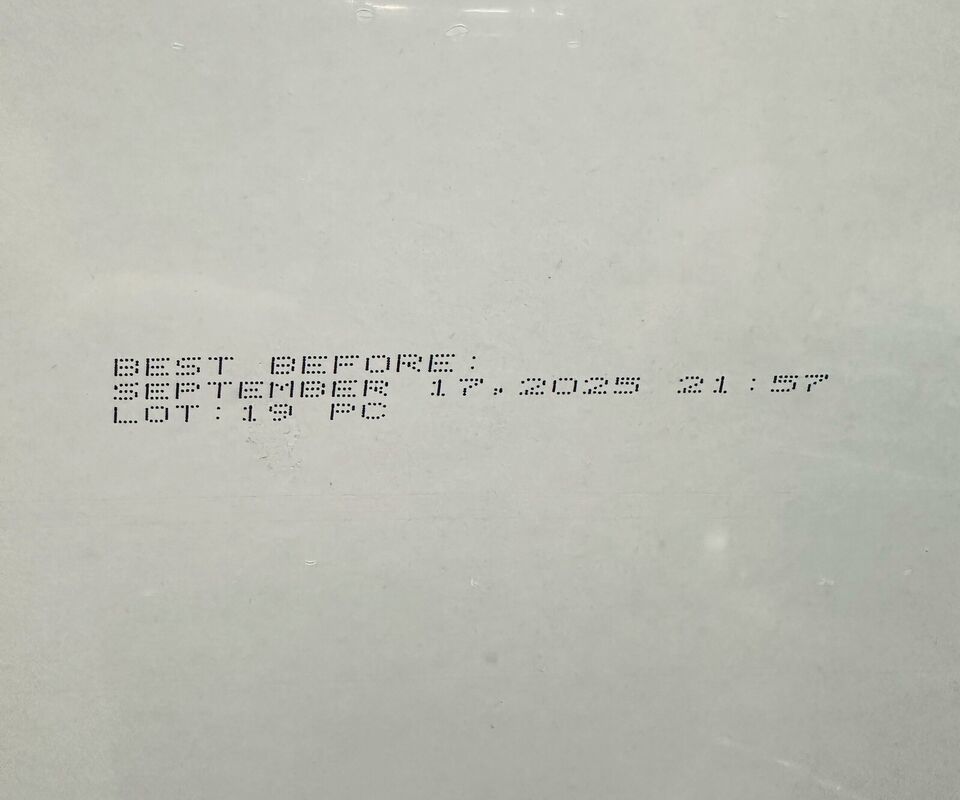 BEST BEFORE:
SEPTEMBER 17,2025 21:57
LOT:19 PC